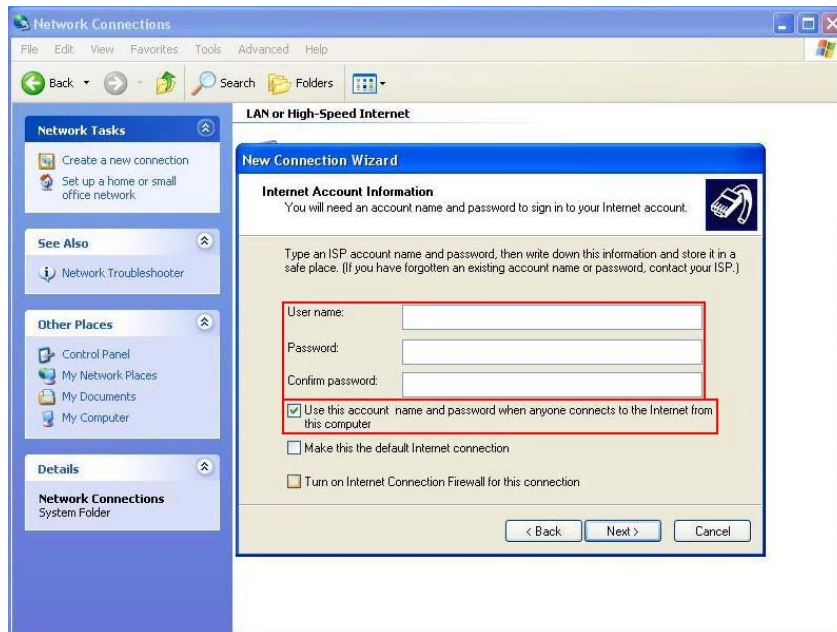 Network Connections
File Edit View Favorites Tools Advanced Help
Back Search Folders
Network Tasks
Create a new connection
Set up a home or small
office network
See Also
Network Troubleshooter
Other Places
Control Panel
My Network Places
My Documents
My Computer
Details
Network Connections
System Folder
LAN or High-Speed Internet
New Connection Wizard
Internet Account Information
You will need an account name and password to sign in to your Internet account.
Type an ISP account name and password, then write down this information and store it in a
safe place. (If you have forgotten an existing account name or password, contact your ISP.)
User name:
Password:
Confirm password:
Use this account name and password when anyone connects to the Internet from
this computer
Make this the default Internet connection
Turn on Internet Connection Firewall for this connection
< Back Next > Cancel